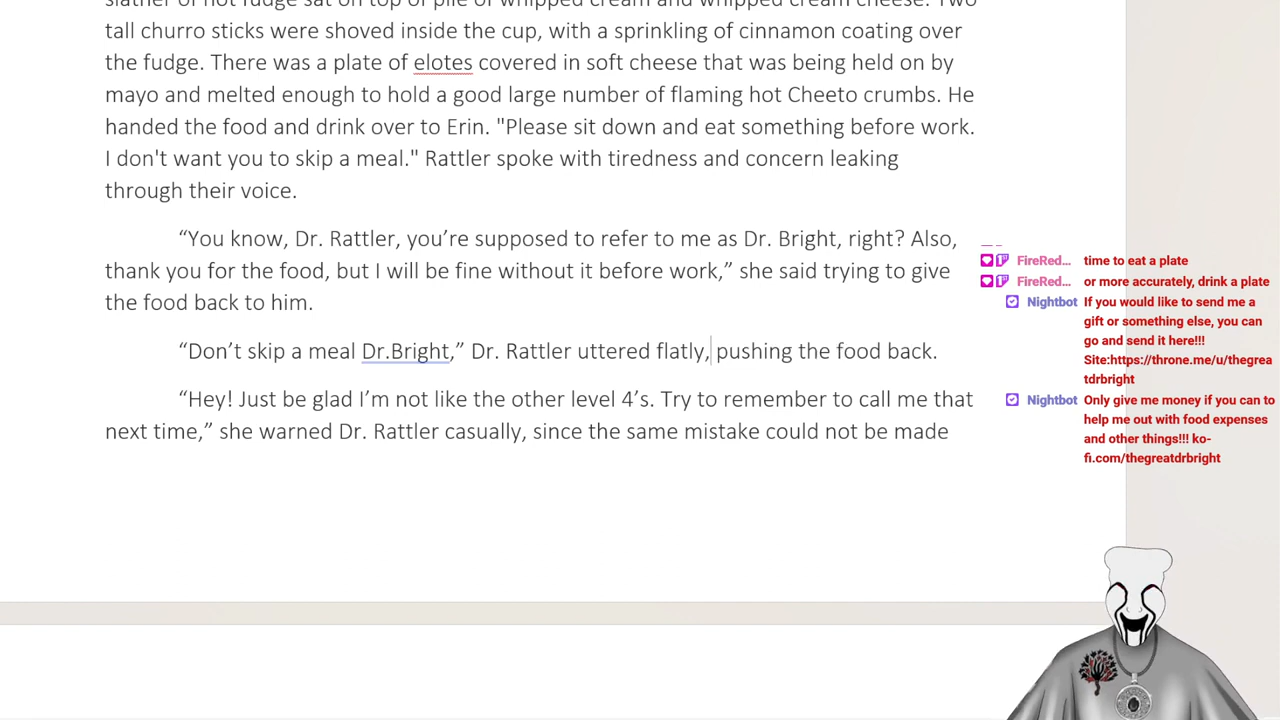 slather of hot fudge sat on top of pile of whipped cream and whipped cream cheese. Two
tall churro sticks were shoved inside the cup, with a sprinkling of cinnamon coating over
the fudge. There was a plate of elotes covered in soft cheese that was being held on by
mayo and melted enough to hold a good large number of flaming hot Cheeto crumbs. He
handed the food and drink over to Erin. "Please sit down and eat something before work.
I don't want you to skip a meal." Rattler spoke with tiredness and concern leaking
through their voice.
“You know, Dr. Rattler, you’re supposed to refer to me as Dr. Bright, right? Also,
thank you for the food, but I will be fine without it before work,” she said trying to give
the food back to him.
“Don’t skip a meal Dr.Bright,” Dr. Rattler uttered flatly, pushing the food back.
“Hey! Just be glad I’m not like the other level 4’s. Try to remember to call me that
next time,” she warned Dr. Rattler casually, since the same mistake could not be made
FireRed... time to eat a plate
FireRed... or more accurately, drink a plate
Nightbot If you would like to send me a
gift or something else, you can
go and send it here!!!
Site:https://throne.me/u/thegrea
tdrbright
Nightbot Only give me money if you can to
help me out with food expenses
and other things!!! ko-
fi.com/thegreatdrbright